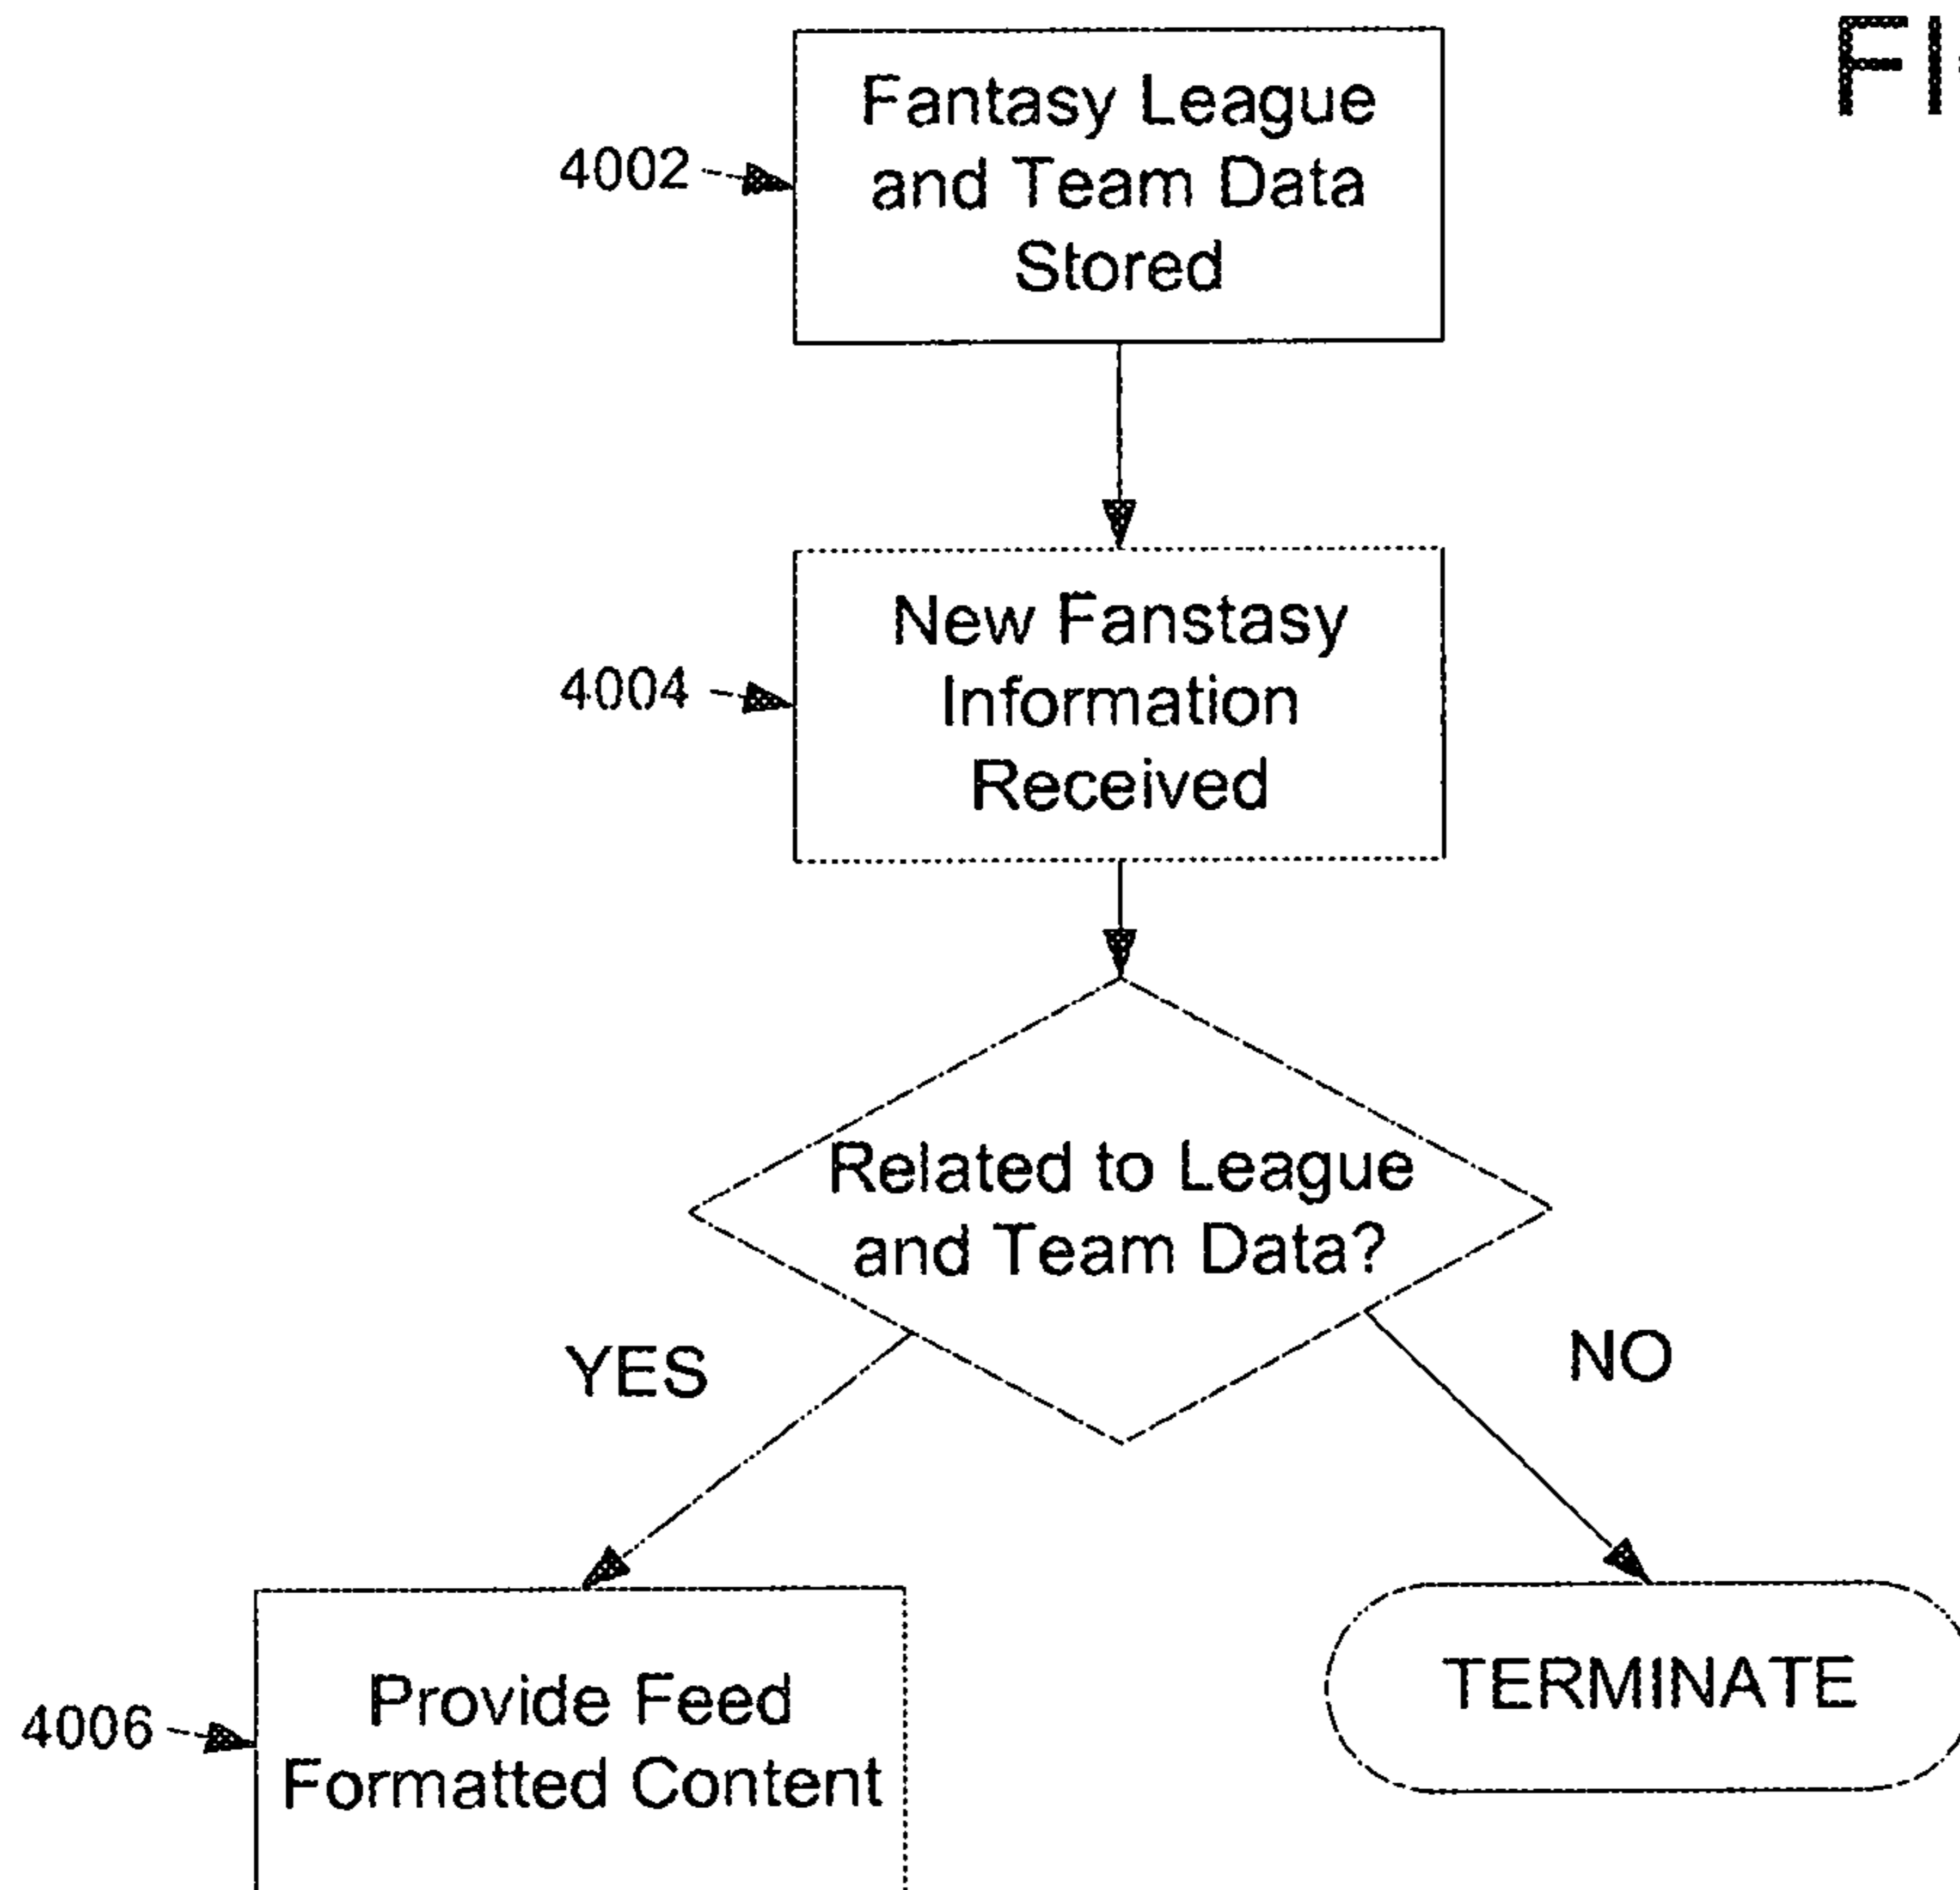 FI
Fantasy League
and Team Data
Stored
4002
New Fanstasy
Information
Received
4004
Related to League
and Team Data?
YES
NO
Provide Feed
Formatted Content
4006
TERMINATE